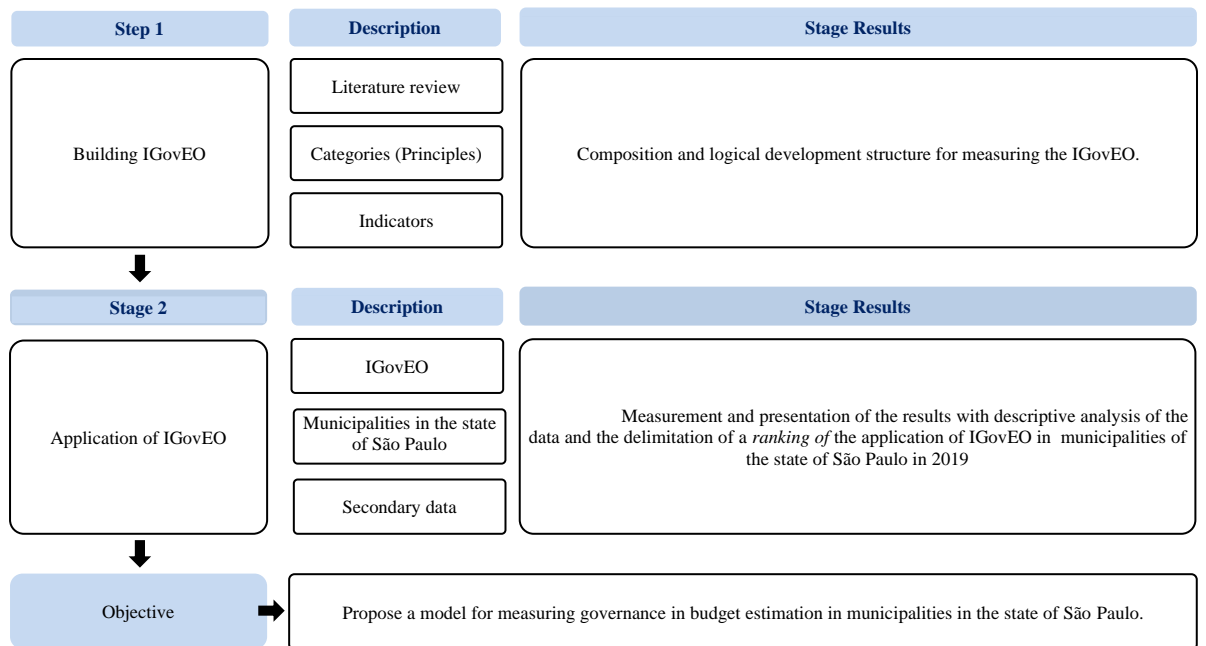 Step 1
Description
Stage Results
Building IGovEO
Literature review
Categories (Principles)
Indicators
Composition and logical development structure for measuring the IGovEO.
Stage 2
Description
Stage Results
Application of IGovEO
IGovEO
Municipalities in the state
of São Paulo
Secondary data
Measurement and presentation of the results with descriptive analysis of the
data and the delimitation of a ranking of the application of IGovEO in municipalities of
the state of São Paulo in 2019
Objective
Propose a model for measuring governance in budget estimation in municipalities in the state of São Paulo.